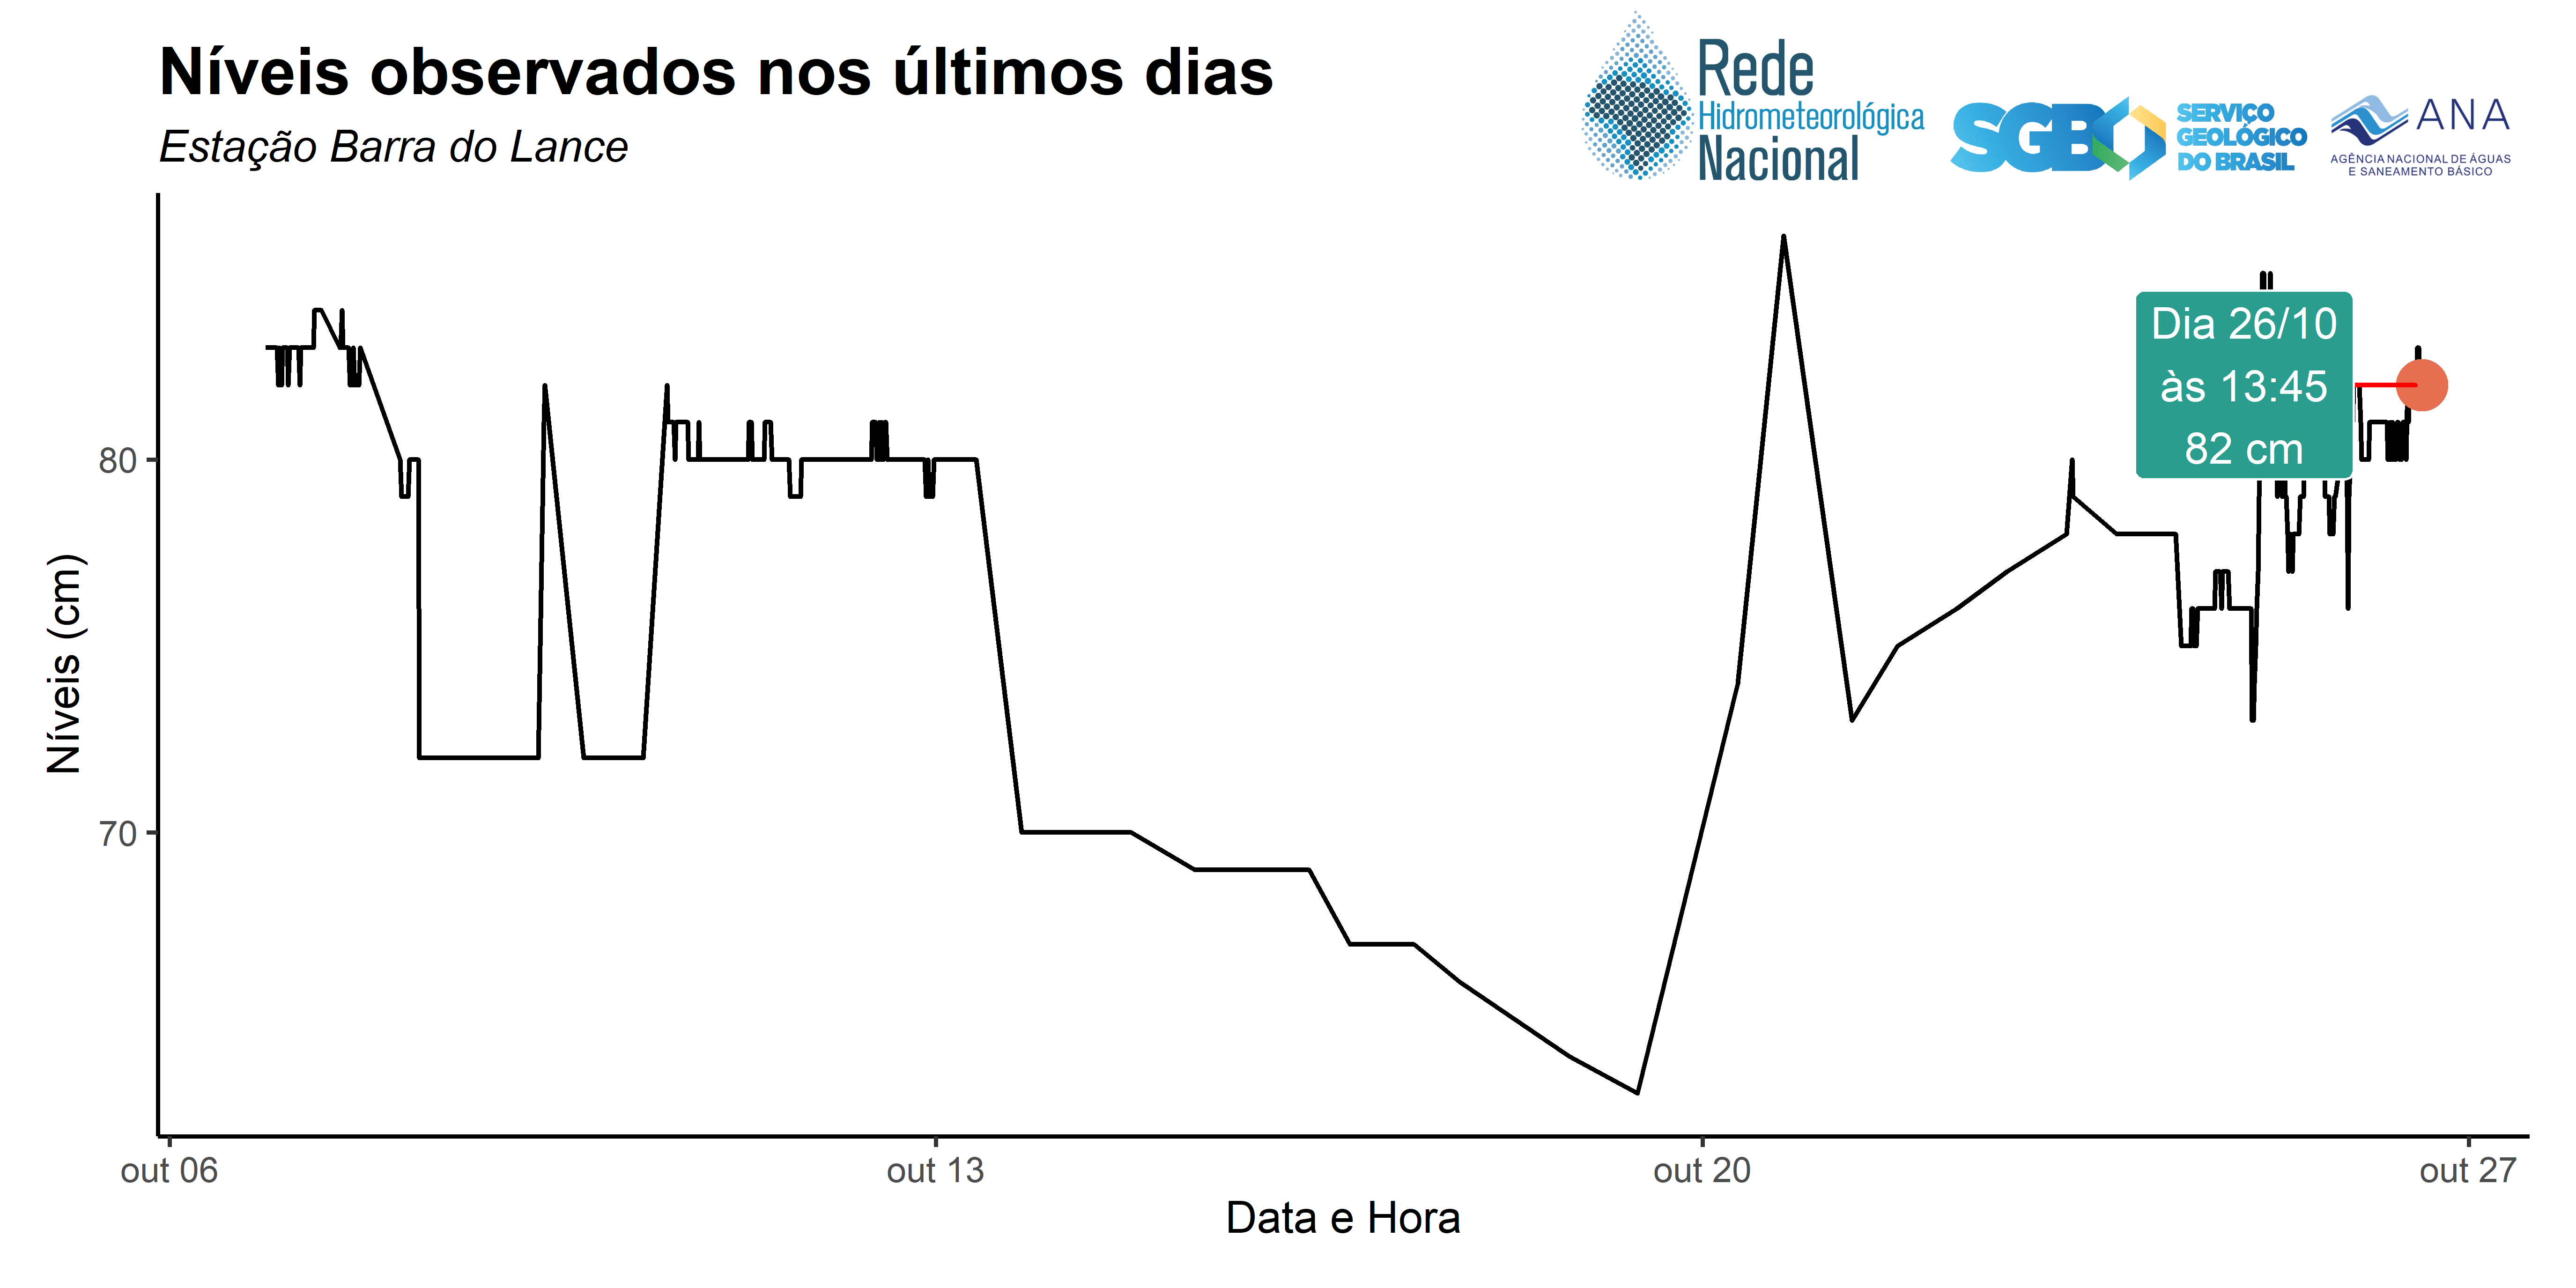 Níveis observados nos últimos dias
Estação Barra do Lance
Rede
Hidrometeorológica
Nacional
SGB
SERVIÇO
GEOLÓGICO
DO BRASIL
ANA
AGÊNCIA NACIONAL DE ÁGUAS
E SANEAMENTO BÁSICO
Dia 26/10
às 13:45
82 cm
Níveis (cm)
80
70
out 06
out 13
out 20
out 27
Data e Hora